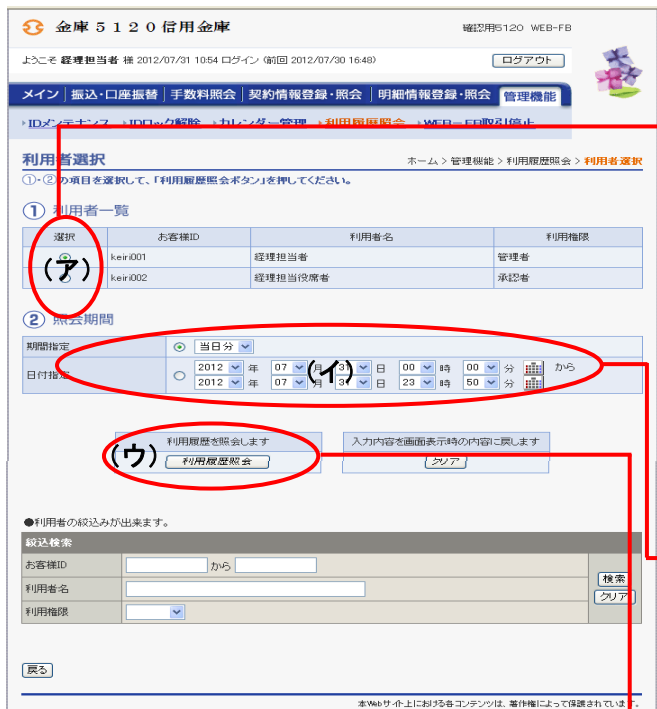 金庫５１２０信用金庫
確認用5120 WEB-FB
ようこそ 経理担当者 様 2012/07/31 10:54 ログイン (前回 2012/07/30 16:48)
ログアウト
メイン 振込・口座振替 手数料照会 契約情報登録・照会 明細情報登録・照会 管理機能
IDメンテナンス IDロック解除 カレンダー管理 利用履歴照会 WEB－FB取引停止
利用者選択
ホーム > 管理機能 > 利用履歴照会 > 利用者選択
①・②の項目を選択して、「利用履歴照会ボタン」を押してください。
① 利用者一覧
選択 お客様ID 利用者名 利用権限
keiri001 経理担当者 管理者
(ア)
keiri002 経理担当役席者 承認者
② 照会期間
期間指定 当日分
日付指定
2012 年 07 月 31 日 00 時 00 分 から
(イ)
2012 年 07 月 31 日 23 時 50 分
利用履歴を照会します 入力内容を画面表示時の内容に戻します
(ウ)
利用履歴照会 クリア
●利用者の絞込みが出来ます。
絞込検索
お客様ID から
利用者名
利用権限
検索
クリア
戻る
本Webサイト上における各コンテンツは、著作権によって保護されています。